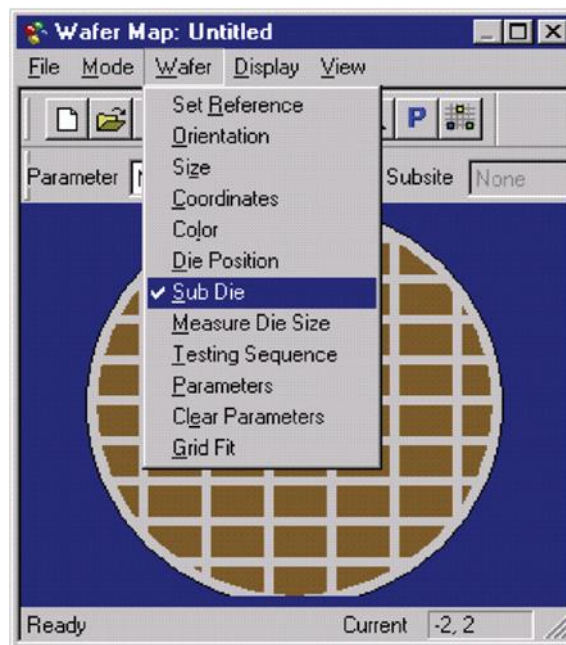 Wafer Map: Untitled
File Mode Wafer Display View
Set Reference
Orientation
Size
Coordinates
Color
Die Position
Sub Die
Measure Die Size
Testing Sequence
Parameters
Clear Parameters
Grid Fit
P
Parameter
Subsite None
Ready Current -2, 2